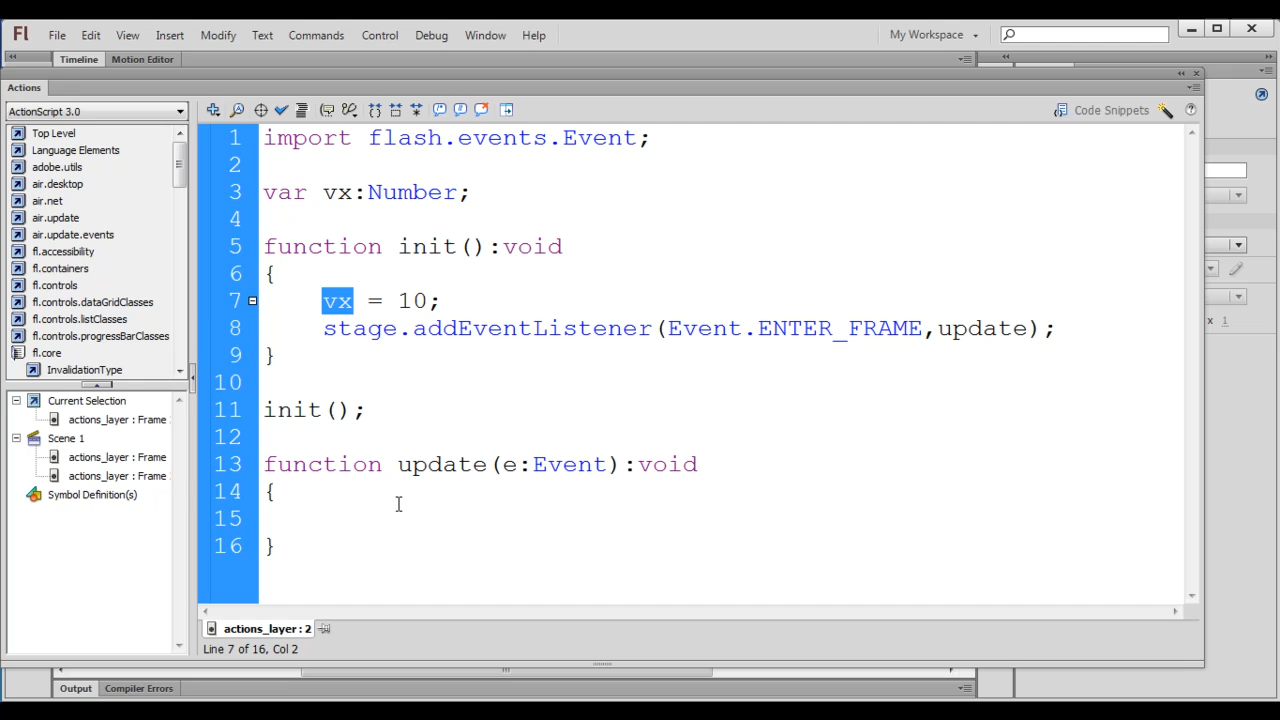 Fl File Edit View Insert Modify Text Commands Control Debug Window Help My Workspace
Timeline Motion Editor
Actions
ActionScript 3.0
Code Snippets
Top Level
Language Elements
adobe.utils
air.desktop
air.net
air.update
air.update.events
fl.accessibility
fl.containers
fl.controls
fl.controls.dataGridClasses
fl.controls.listClasses
fl.controls.progressBarClasses
fl.core
InvalidationType
Current Selection
actions_layer : Frame
Scene 1
actions_layer : Frame
actions_layer : Frame
Symbol Definition(s)
1 import flash.events.Event;
2
3 var vx:Number;
4
5 function init():void
6 {
7 vx = 10;
8 stage.addEventListener(Event.ENTER_FRAME,update);
9 }
10
11 init();
12
13 function update(e:Event):void
14 {
15
16 }
actions_layer : 2
Line 7 of 16, Col 2
x 1
Output Compiler Errors